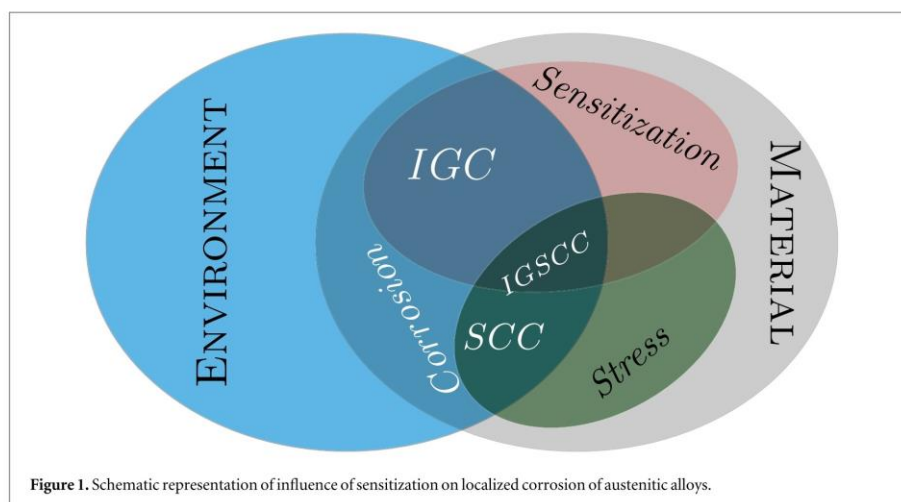 ENVIRONMENT
IGC
Sensitization
MATERIAL
Corrosion
IGSCC
SCC
Stress
Figure 1. Schematic representation of influence of sensitization on localized corrosion of austenitic alloys.